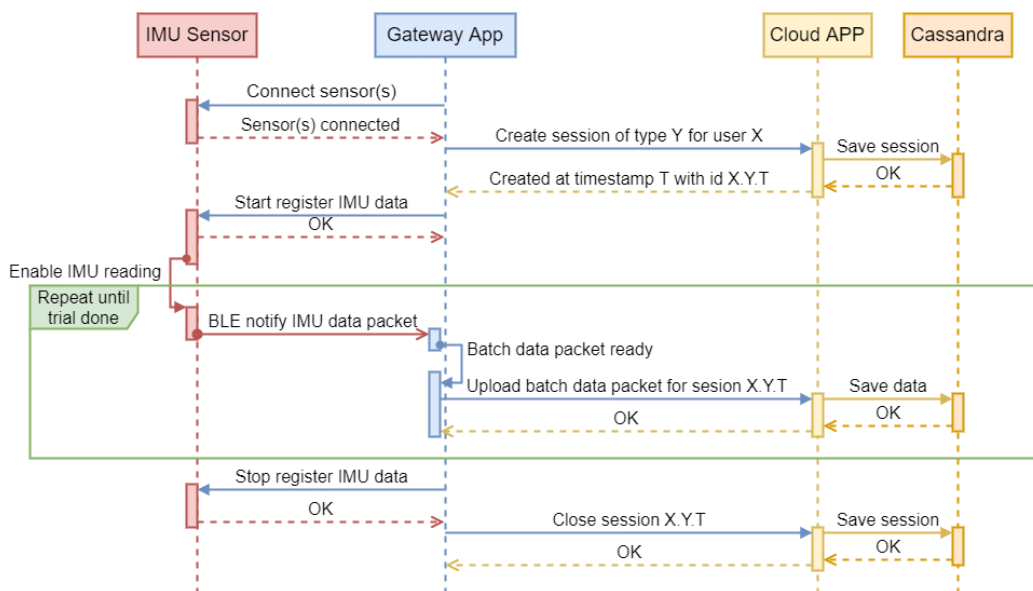 IMU Sensor
Gateway App
Cloud APP
Cassandra
Connect sensor(s)
Sensor(s) connected
Create session of type Y for user X
Save session
OK
Created at timestamp T with id X.Y.T
Start register IMU data
OK
Enable IMU reading
Repeat until
trial done
BLE notify IMU data packet
Batch data packet ready
Upload batch data packet for sesion X.Y.T
Save data
OK
OK
Stop register IMU data
OK
Close session X.Y.T
Save session
OK
OK